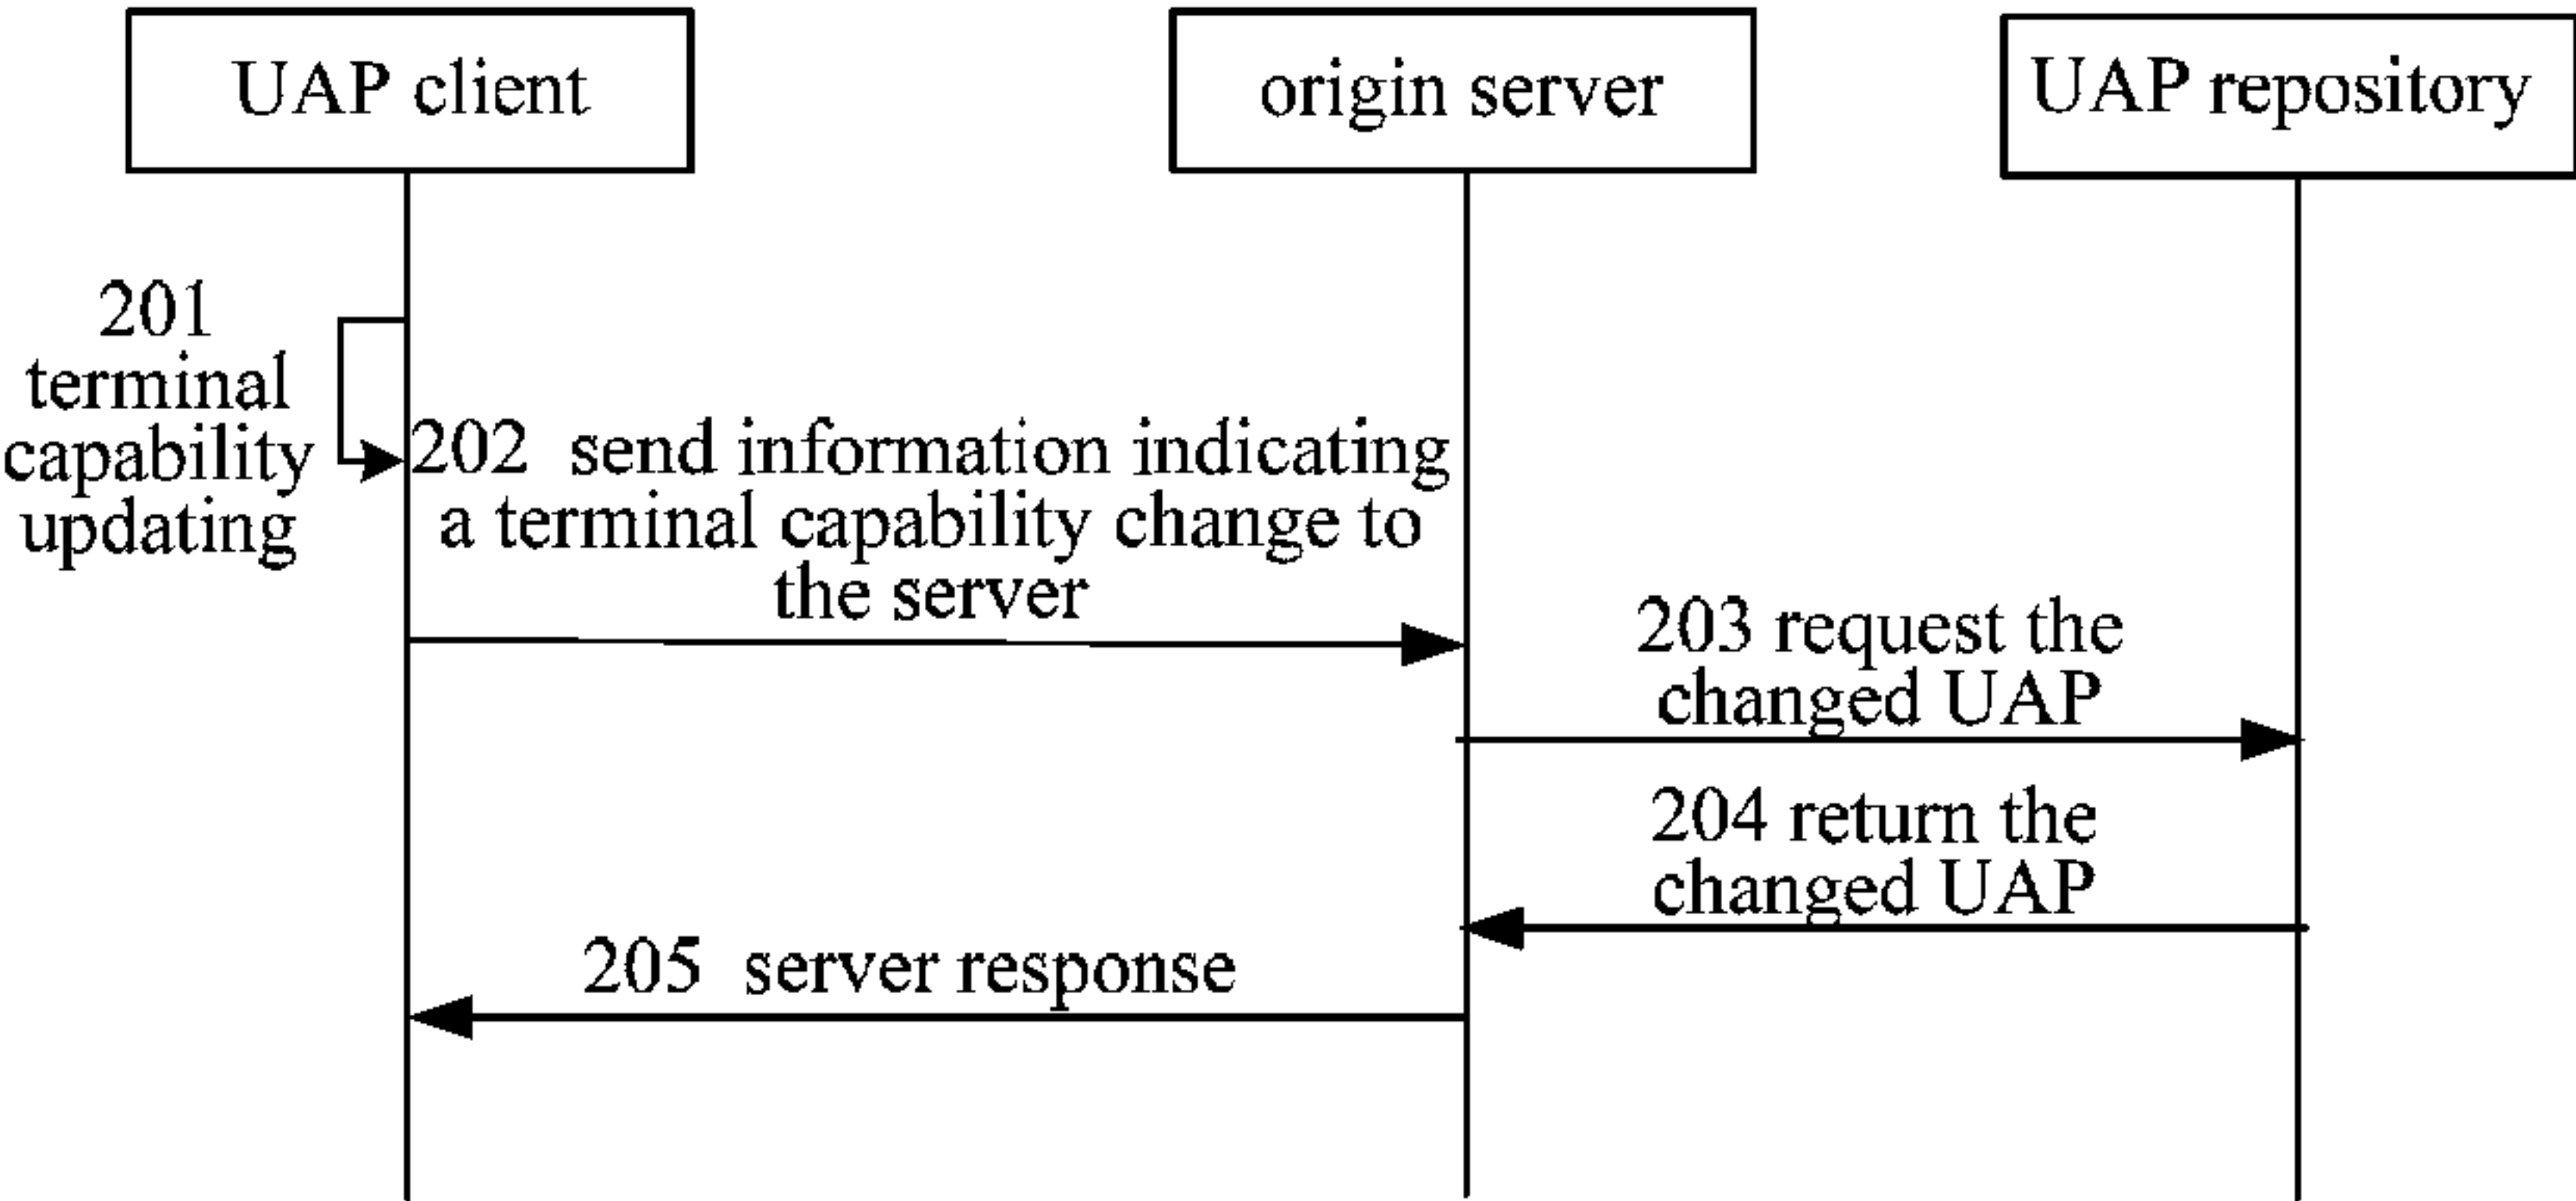 UAP client
origin server
UAP repository
201
terminal
capability
updating
202 send information indicating
a terminal capability change to
the server
203 request the
changed UAP
204 return the
changed UAP
205 server response